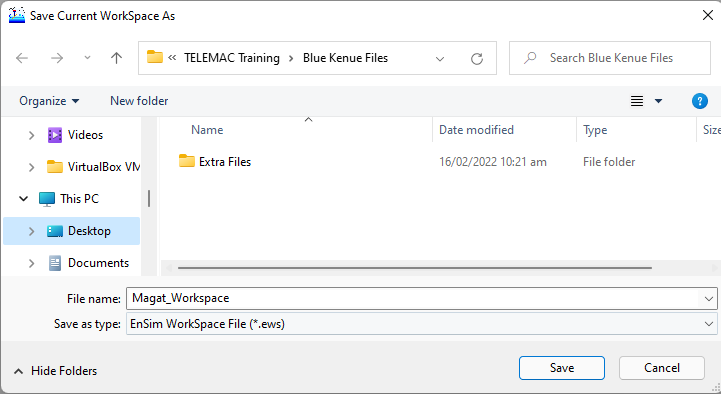 Save Current WorkSpace As
« TELEMAC Training > Blue Kenue Files
Search Blue Kenue Files
Organize
New folder
?
Name
Date modified
Type
Size
Videos
VirtualBox VM
This PC
Desktop
Documents
Extra Files
16/02/2022 10:21 am
File folder
File name: Magat_Workspace
Save as type: EnSim WorkSpace File (*.ews)
Hide Folders
Save
Cancel